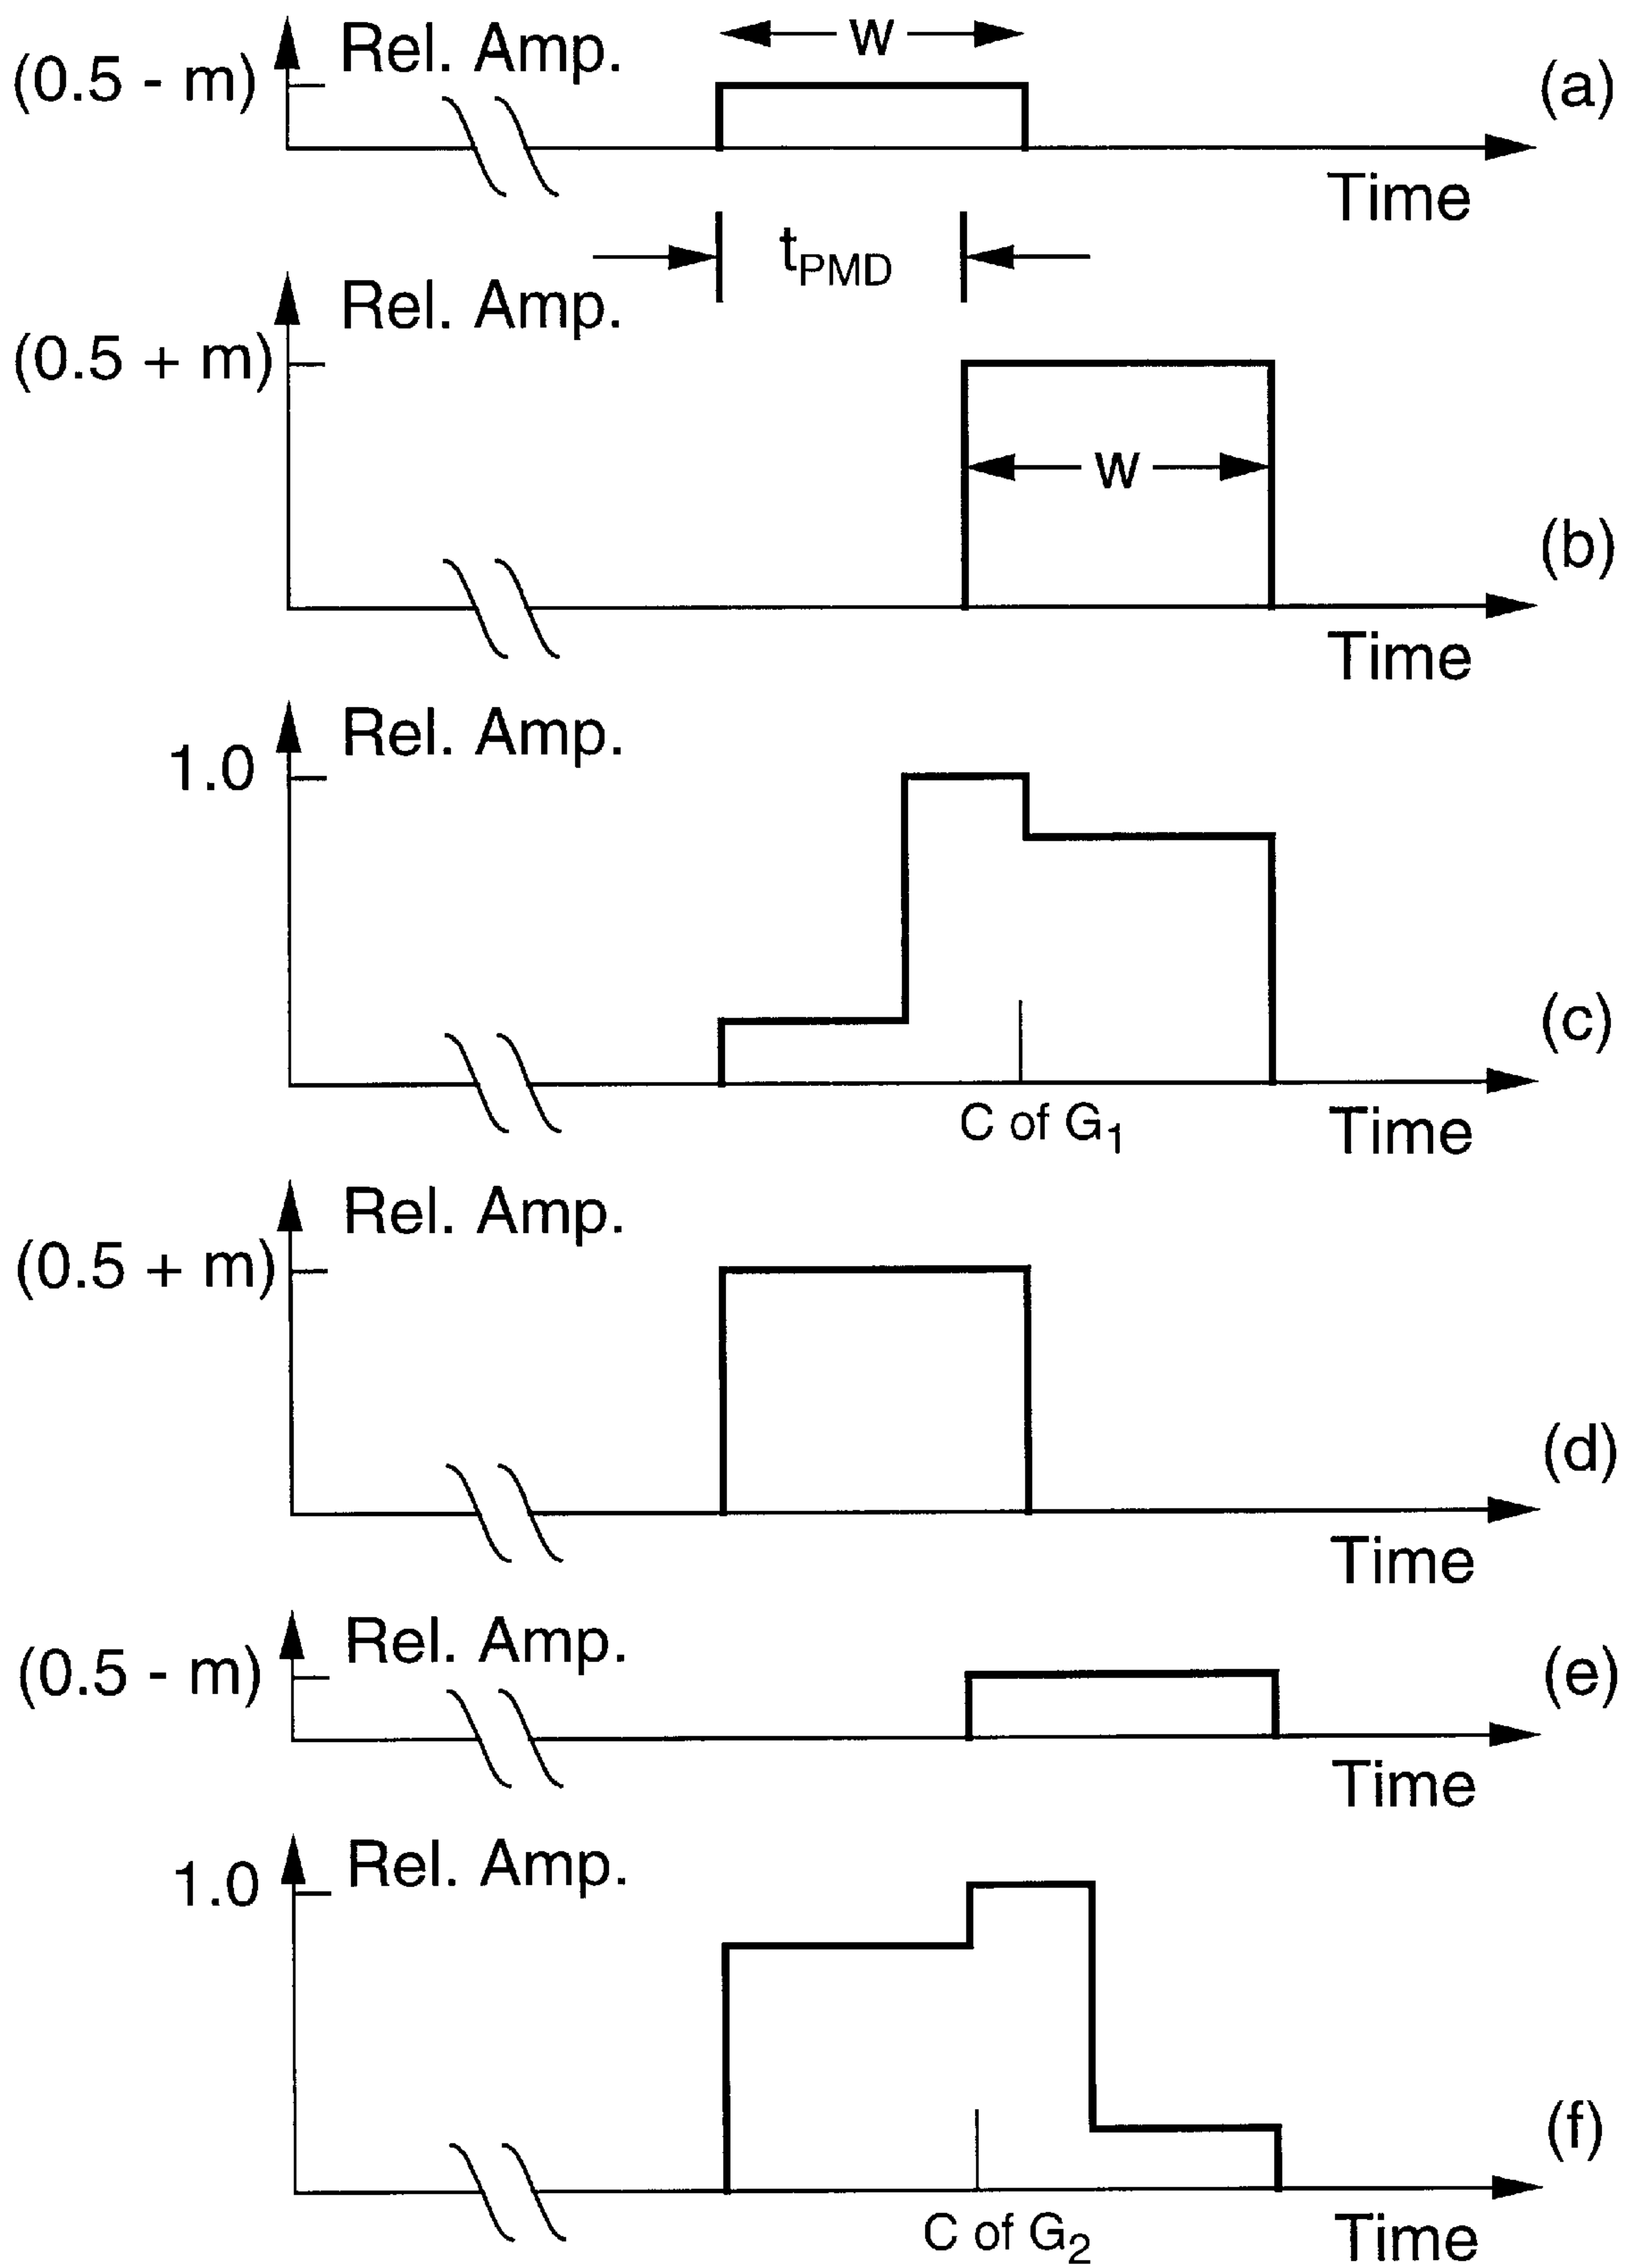 Rel. Amp.
w
(0.5 - m)
(a)
Time
tPMD
Rel. Amp.
(0.5 + m)
w
(b)
Time
Rel. Amp.
1.0
(c)
C of G1
Time
Rel. Amp.
(0.5 + m)
(d)
Time
Rel. Amp.
(0.5 - m)
(e)
Time
Rel. Amp.
1.0
(f)
C of G2
Time